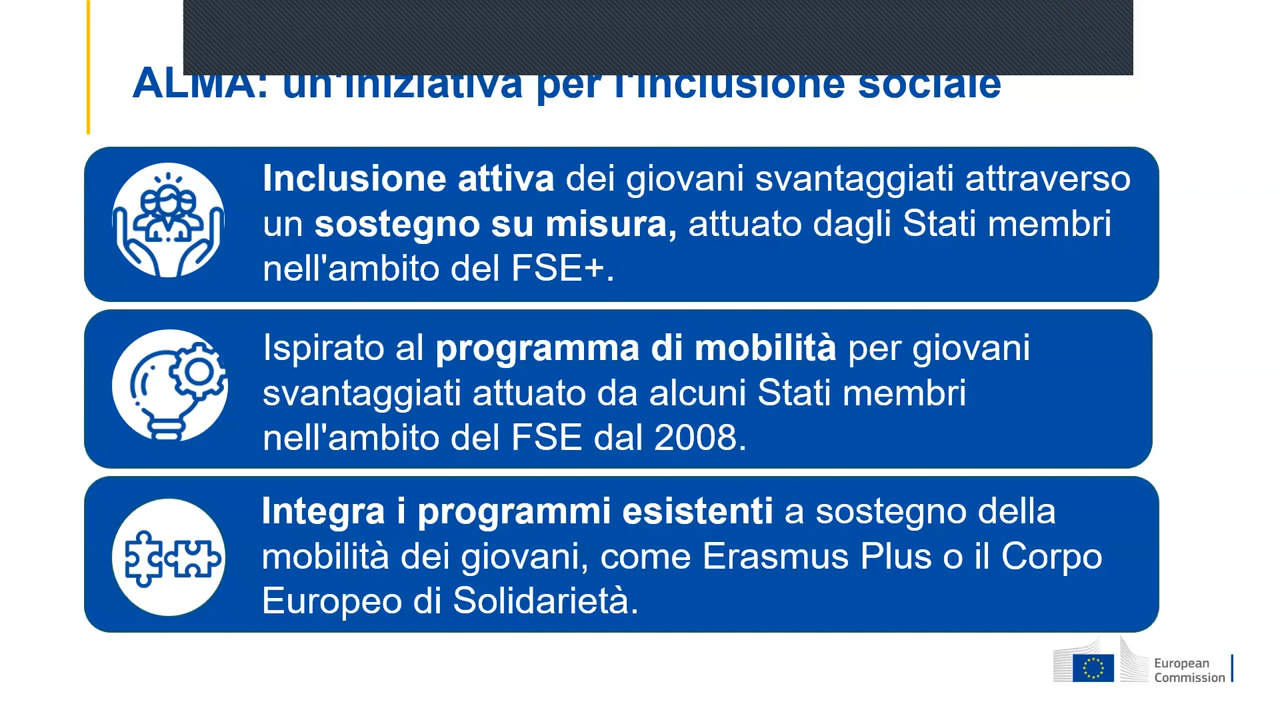 ALMA: un'iniziativa per l'inclusione sociale
Inclusione attiva dei giovani svantaggiati attraverso
un sostegno su misura, attuato dagli Stati membri
nell'ambito del FSE+.
Ispirato al programma di mobilità per giovani
svantaggiati attuato da alcuni Stati membri
nell'ambito del FSE dal 2008.
Integra i programmi esistenti a sostegno della
mobilità dei giovani, come Erasmus Plus o il Corpo
Europeo di Solidarietà.
European
Commission